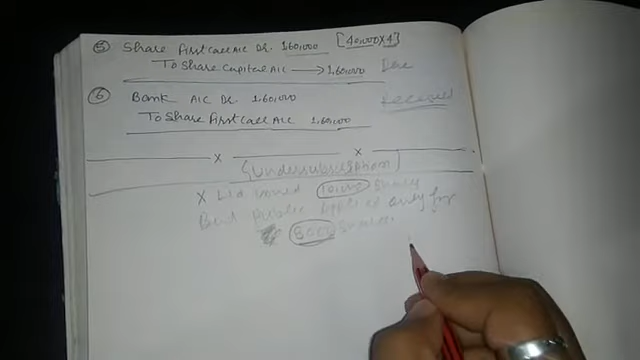 ⑤ Share First Call A/C Dr. 1,60,000 [40,000×4]
To Share Capital A/C → 1,60,000 Due
⑥ Bank A/C Dr 1,60,000 Received
To Share First Call A/C 1,60,000
x x
(Undersubscription)
X Ltd issued 10,000 Shares
But Public applied only for
Shares